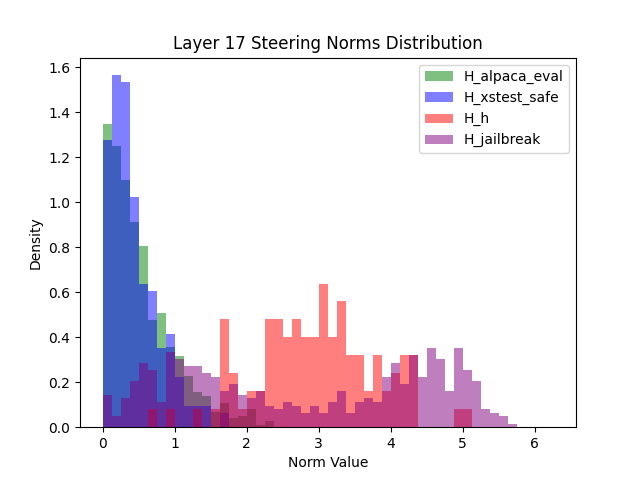 Layer 17 Steering Norms Distribution
H_alpaca_eval
H_xstest_safe
H_h
H_jailbreak
Density
1.6
1.4
1.2
1.0
0.8
0.6
0.4
0.2
0.0
0 1 2 3 4 5 6
Norm Value